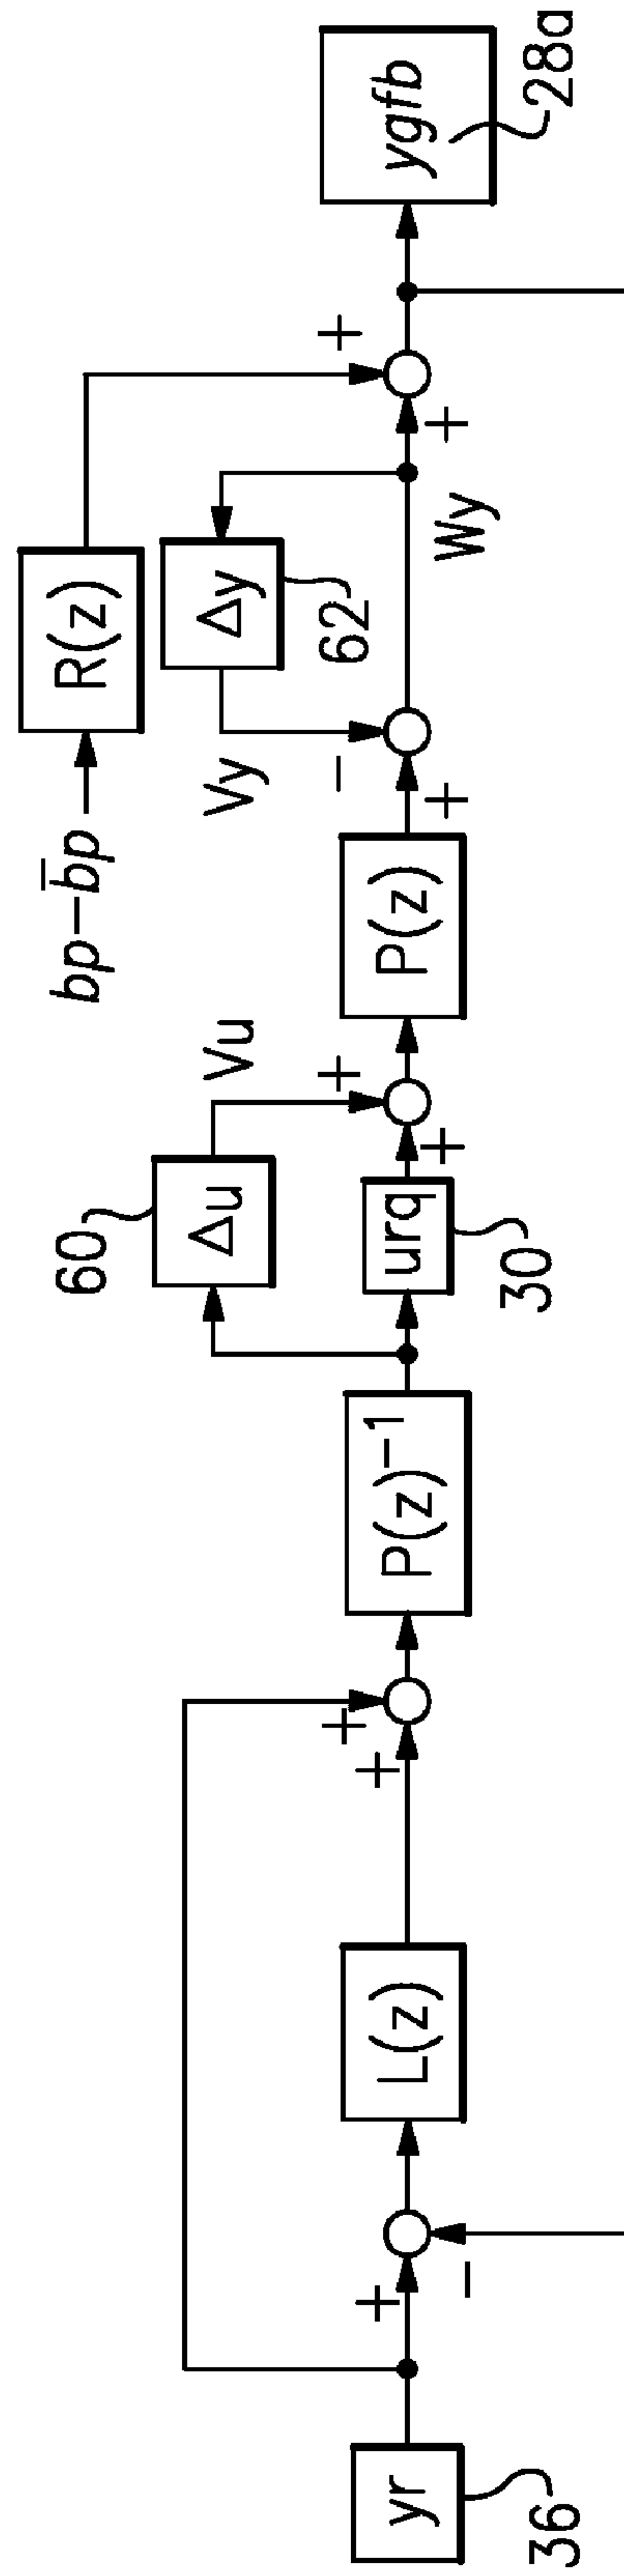 yr
36
+
−
L(z)
+
+
P(z)⁻¹
60
Δu
Vu
urq
30
+
+
P(z)
bp−b̄p
R(z)
Vy
−
+
Δy
62
Wy
+
+
ygfb
28a